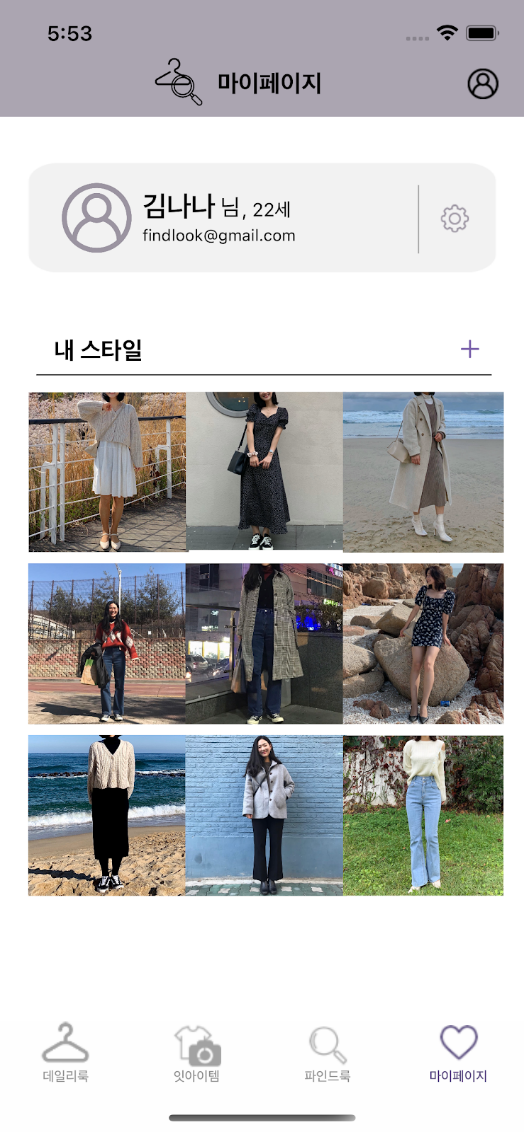 5:53
마이페이지
김나나 님, 22세
findlook@gmail.com
내 스타일
데일리룩
잇아이템
파인드룩
마이페이지